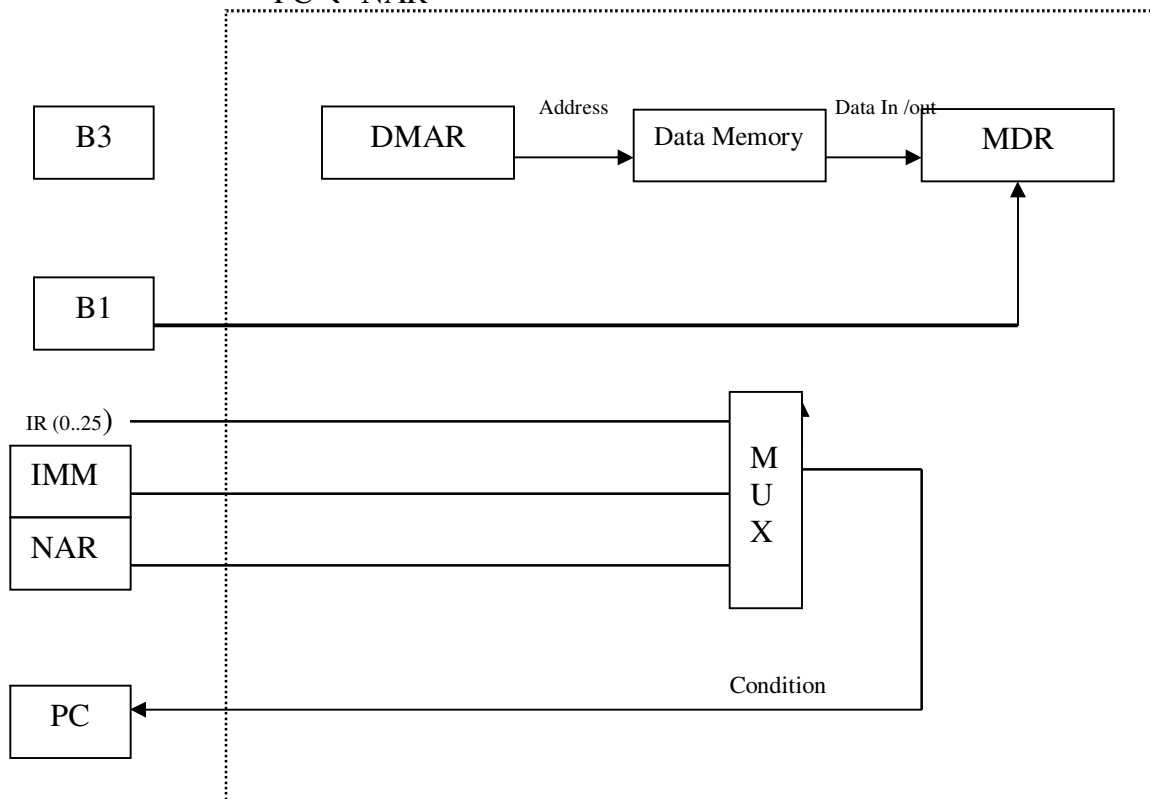 Address
Data In /out
B3
DMAR
Data Memory
MDR
B1
IR (0..25)
IMM
NAR
M
U
X
Condition
PC